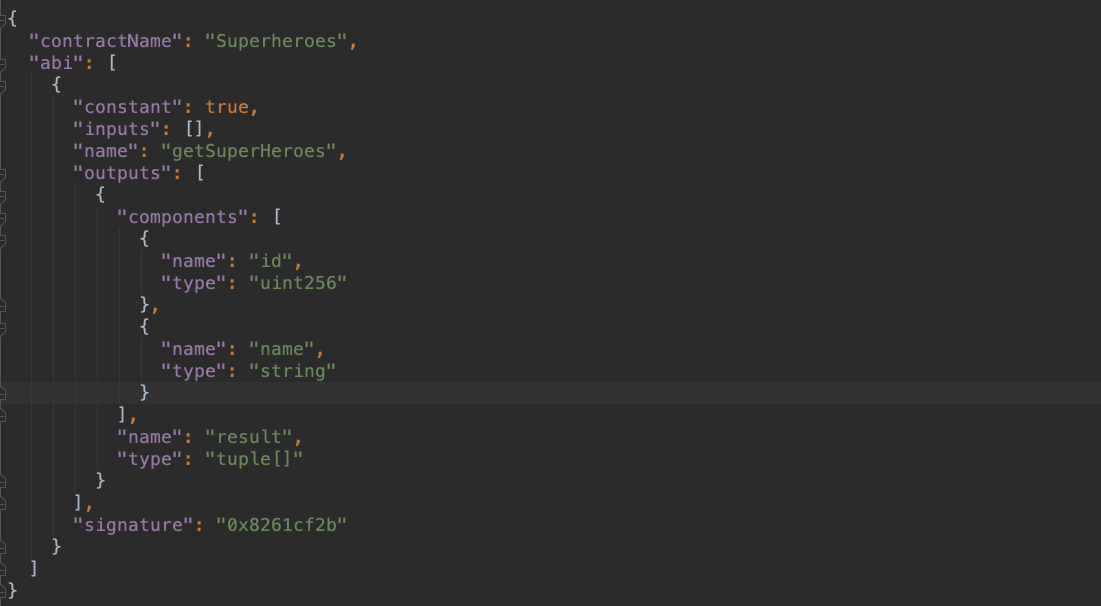 {
  "contractName": "Superheroes",
  "abi": [
    {
      "constant": true,
      "inputs": [],
      "name": "getSuperHeroes",
      "outputs": [
        {
          "components": [
            {
              "name": "id",
              "type": "uint256"
            },
            {
              "name": "name",
              "type": "string"
            }
          ],
          "name": "result",
          "type": "tuple[]"
        }
      ],
      "signature": "0x8261cf2b"
    }
  ]
}